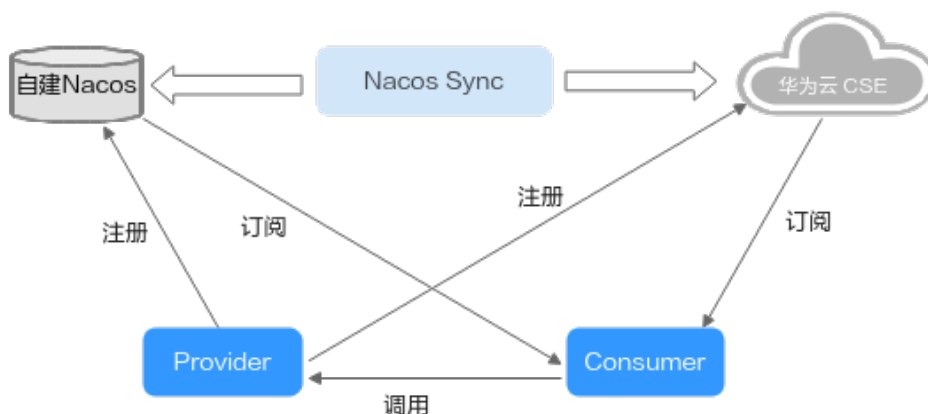 自建Nacos
Nacos Sync
华为云 CSE
注册
订阅
注册
订阅
Provider
Consumer
调用